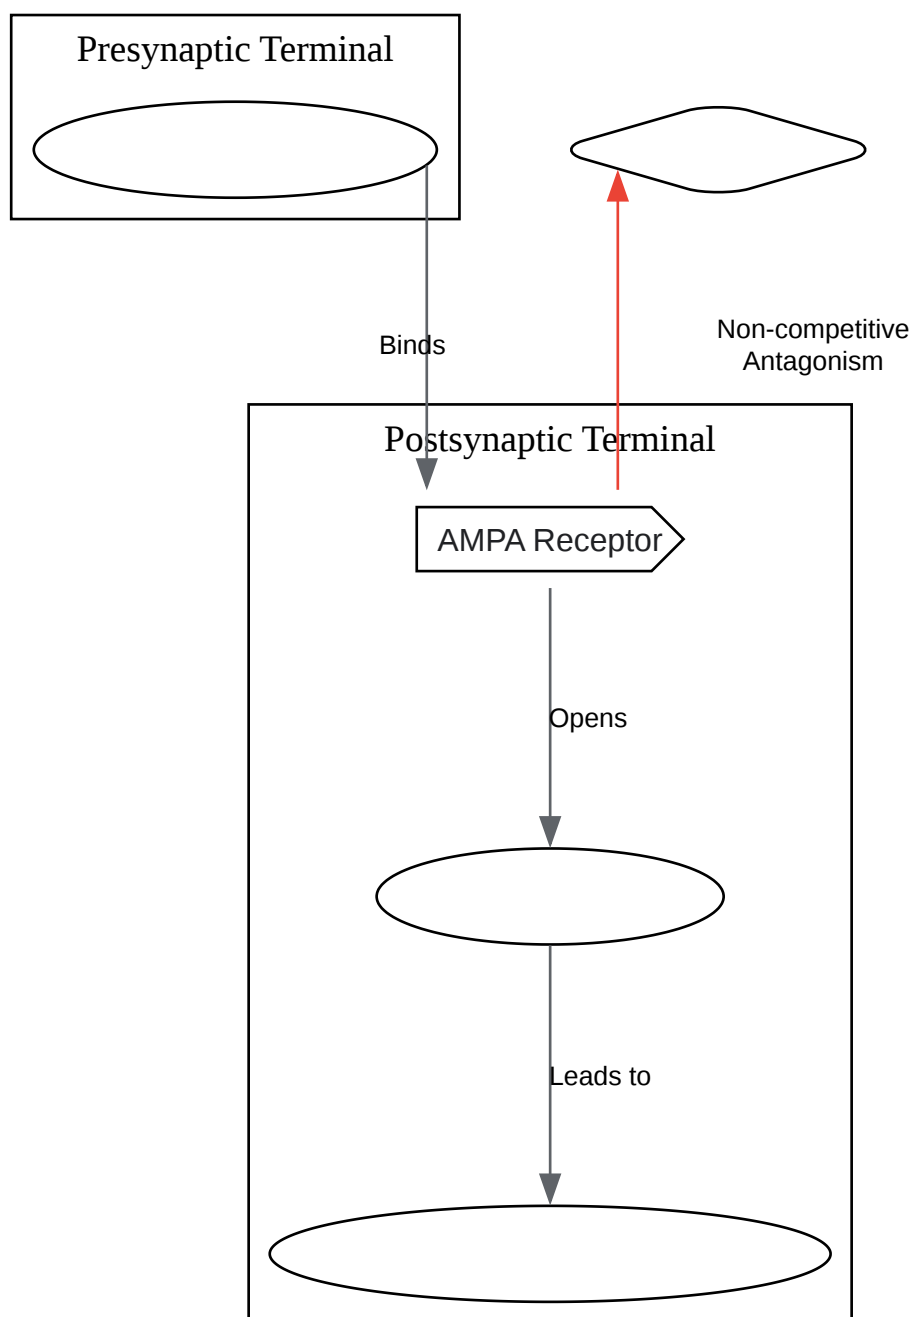 Presynaptic Terminal
Binds
Non-competitive
Antagonism
Postsynaptic Terminal
AMPA Receptor
Opens
Leads to